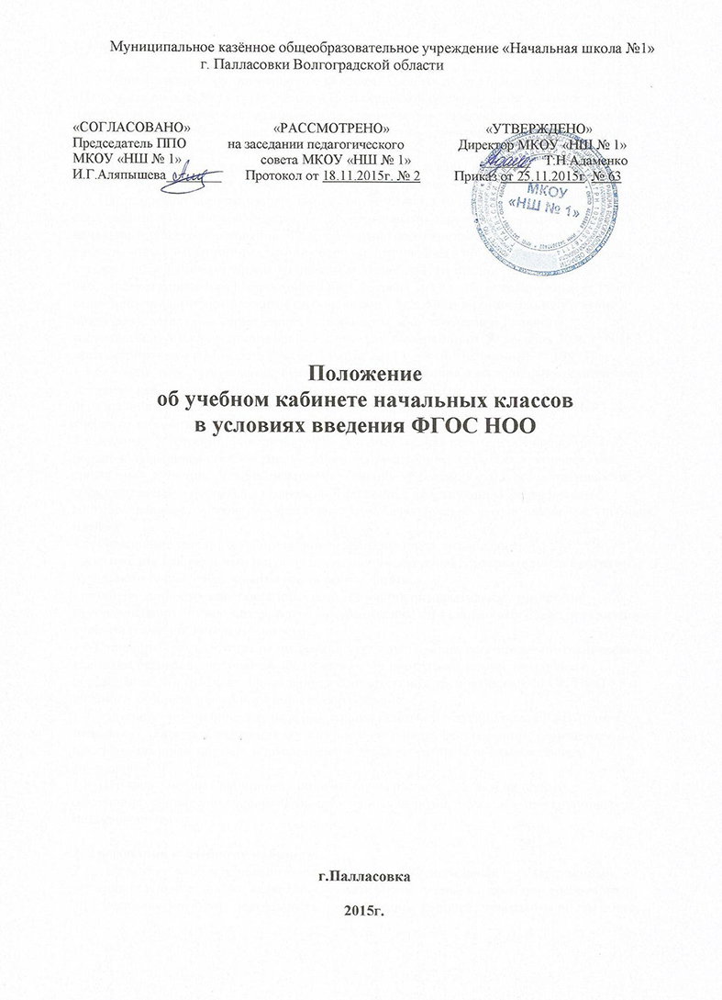 Муниципальное казённое общеобразовательное учреждение «Начальная школа №1»
г. Палласовки Волгоградской области
«СОГЛАСОВАНО» «РАССМОТРЕНО» «УТВЕРЖДЕНО»
Председатель ППО на заседании педагогического Директор МКОУ «НШ № 1»
МКОУ «НШ № 1» совета МКОУ «НШ № 1» Т.Н.Адаменко
И.Г.Аляпышева Протокол от 18.11.2015г. № 2 Приказ от 25.11.2015г. № 63
МКОУ
«НШ № 1»
Положение
об учебном кабинете начальных классов
в условиях введения ФГОС НОО
г.Палласовка
2015г.